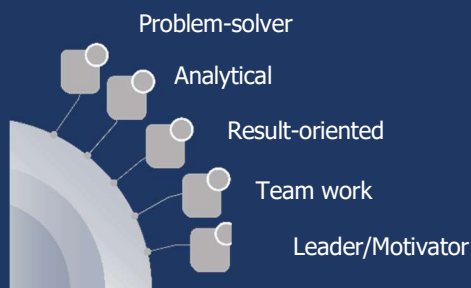 Problem-solver
Analytical
Result-oriented
Team work
Leader/Motivator